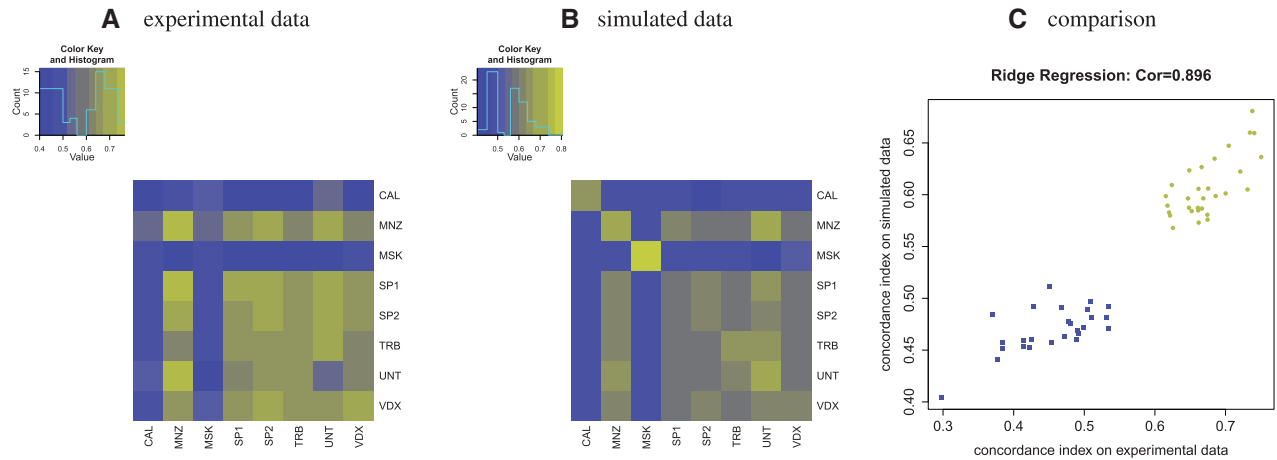 A experimental data
Color Key
and Histogram
Count
0 5 10 15
0.4 0.5 0.6 0.7
Value
CAL
MNZ
MSK
SP1
SP2
TRB
UNT
VDX
CAL MNZ MSK SP1 SP2 TRB UNT VDX
B simulated data
Color Key
and Histogram
Count
0 5 10 20
0.5 0.6 0.7 0.8
Value
CAL
MNZ
MSK
SP1
SP2
TRB
UNT
VDX
CAL MNZ MSK SP1 SP2 TRB UNT VDX
C comparison
Ridge Regression: Cor=0.896
concordance index on simulated data
0.40 0.45 0.50 0.55 0.60 0.65
0.3 0.4 0.5 0.6 0.7
concordance index on experimental data